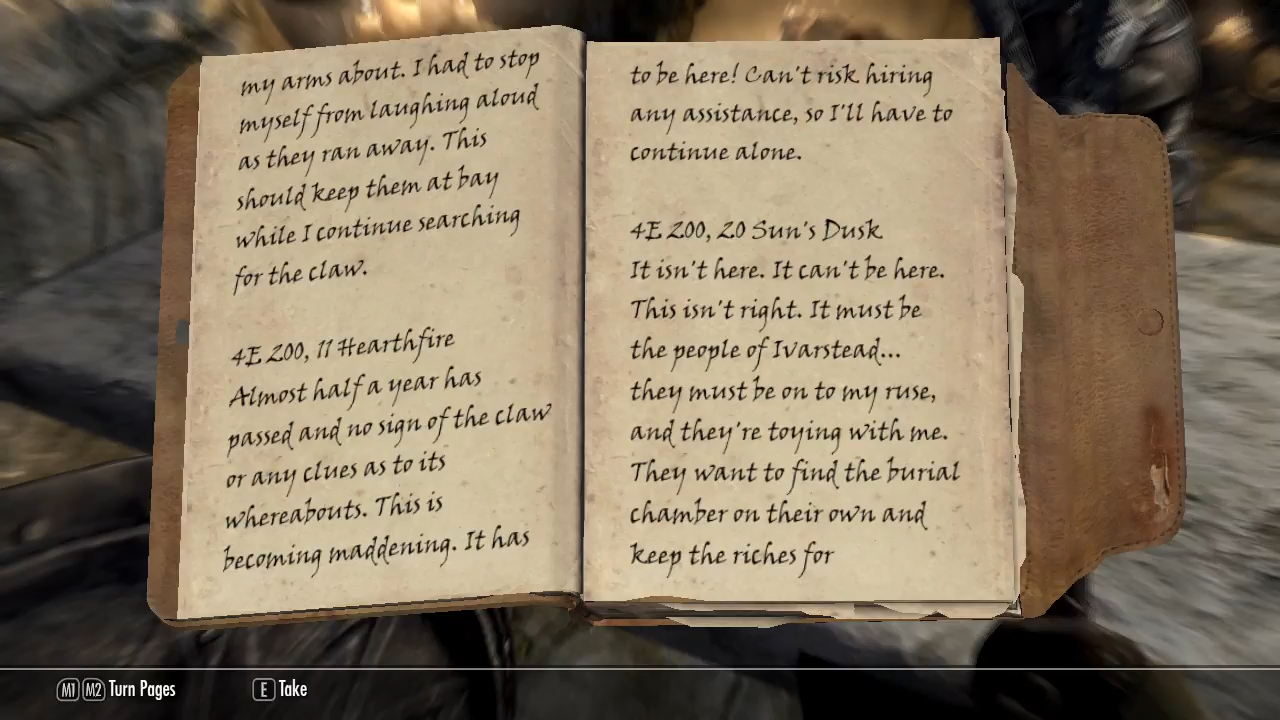 my arms about. I had to stop
myself from laughing aloud
as they ran away. This
should keep them at bay
while I continue searching
for the claw.
4E 200, 11 Hearthfire
Almost half a year has
passed and no sign of the claw
or any clues as to its
whereabouts. This is
becoming maddening. It has
to be here! Can't risk hiring
any assistance, so I'll have to
continue alone.
4E 200, 20 Sun's Dusk
It isn't here. It can't be here.
This isn't right. It must be
the people of Ivarstead...
they must be on to my ruse,
and they're toying with me.
They want to find the burial
chamber on their own and
keep the riches for
M1 M2 Turn Pages
E Take